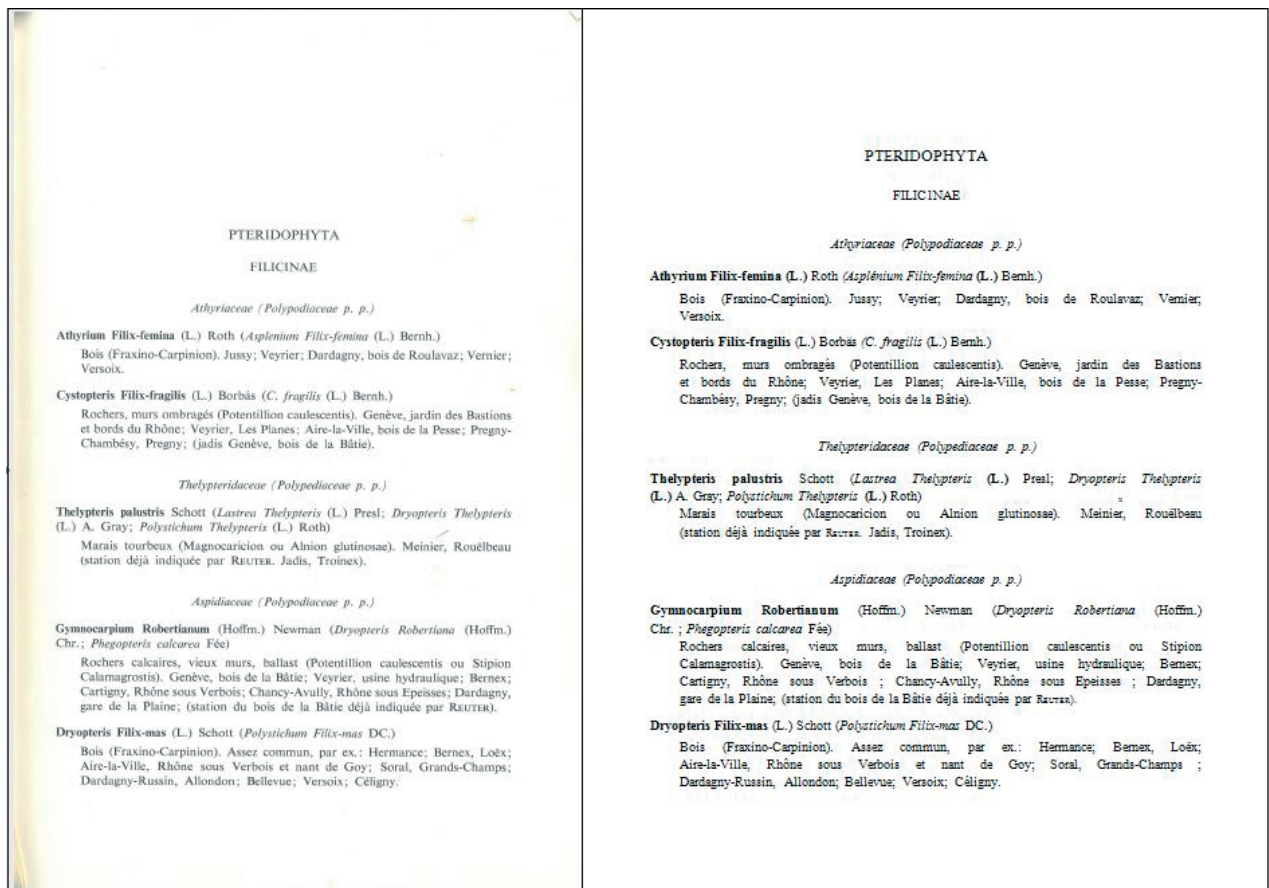 PTERIDOPHYTA
FILICINAE
Athyriaceae (Polypodiaceae p. p.)
Athyrium Filix-femina (L.) Roth (Asplenium Filix-femina (L.) Bernh.)
Bois (Fraxino-Carpinion). Jussy; Veyrier; Dardagny, bois de Roulavaz; Vernier;
Versoix.
Cystopteris Filix-fragilis (L.) Borbás (C. fragilis (L.) Bernh.)
Rochers, murs ombragés (Potentillion caulescentis). Genève, jardin des Bastions
et bords du Rhône; Veyrier, Les Planes; Aire-la-Ville, bois de la Pesse; Pregny-
Chambésy, Pregny; (jadis Genève, bois de la Bâtie).
Thelypteridaceae (Polypediaceae p. p.)
Thelypteris palustris Schott (Lastrea Thelypteris (L.) Presl; Dryopteris Thelypteris
(L.) A. Gray; Polystichum Thelypteris (L.) Roth)
Marais tourbeux (Magnocaricion ou Alnion glutinosae). Meinier, Rouëlbeau
(station déjà indiquée par REUTER. Jadis, Troinex).
Aspidiaceae (Polypodiaceae p. p.)
Gymnocarpium Robertianum (Hoffm.) Newman (Dryopteris Robertiana (Hoffm.)
Chr.; Phegopteris calcarea Fée)
Rochers calcaires, vieux murs, ballast (Potentillion caulescentis ou Stipion
Calamagrostis). Genève, bois de la Bâtie; Veyrier, usine hydraulique; Bernex;
Cartigny, Rhône sous Verbois; Chancy-Avully, Rhône sous Epeisses; Dardagny,
gare de la Plaine; (station du bois de la Bâtie déjà indiquée par REUTER).
Dryopteris Filix-mas (L.) Schott (Polystichum Filix-mas DC.)
Bois (Fraxino-Carpinion). Assez commun, par ex.: Hermance; Bernex, Loëx;
Aire-la-Ville, Rhône sous Verbois et nant de Goy; Soral, Grands-Champs;
Dardagny-Russin, Allondon; Bellevue; Versoix; Céligny.
PTERIDOPHYTA
FILIC1NAE
Athyriaceae (Polypodiaceae p. p.)
Athyrium Filix-femina (L.) Roth (Asplénium Filix-femina (L.) Bernh.)
Bois (Fraxino-Carpinion). Jussy; Veyrier; Dardagny, bois de Roulavaz; Vernier;
Versoix.
Cystopteris Filix-fragilis (L.) Borbás (C. fragilis (L.) Bernh.)
Rochers, murs ombragés (Potentillion caulescentis). Genève, jardin des Bastions
et bords du Rhône; Veyrier, Les Planes; Aire-la-Ville, bois de la Pesse; Pregny-
Chambésy, Pregny; (jadis Genève, bois de la Bâtie).
Thelypteridaceae (Polypediaceae p. p.)
Thelypteris palustris Schott (Lastrea Thelypteris (L.) Presl; Dryopteris Thelypteris
(L.) A. Gray; Polystichum Thelypteris (L.) Roth)
Marais tourbeux (Magnocaricion ou Alnion glutinosae). Meinier, Rouëlbeau
(station déjà indiquée par REUTER. Jadis, Troinex).
Aspidiaceae (Polypodiaceae p. p.)
Gymnocarpium Robertianum (Hoffm.) Newman (Dryopteris Robertiana (Hoffm.)
Chr. ; Phegopteris calcarea Fée)
Rochers calcaires, vieux murs, ballast (Potentillion caulescentis ou Stipion
Calamagrostis). Genève, bois de la Bâtie; Veyrier, usine hydraulique; Bernex;
Cartigny, Rhône sous Verbois ; Chancy-Avully, Rhône sous Epeisses ; Dardagny,
gare de la Plaine; (station du bois de la Bâtie déjà indiquée par REUTER).
Dryopteris Filix-mas (L.) Schott (Polystichum Filix-mas DC.)
Bois (Fraxino-Carpinion). Assez commun, par ex.: Hermance; Bernex, Loëx;
Aire-la-Ville, Rhône sous Verbois et nant de Goy; Soral, Grands-Champs ;
Dardagny-Russin, Allondon; Bellevue; Versoix; Céligny.